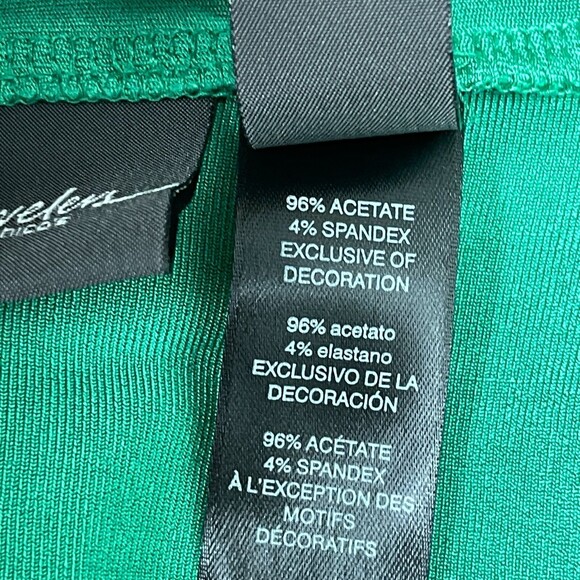 96% ACETATE
4% SPANDEX
EXCLUSIVE OF
DECORATION
96% acetato
4% elastano
EXCLUSIVO DE LA
DECORACIÓN
96% ACÉTATE
4% SPANDEX
À L'EXCEPTION DES
MOTIFS
DÉCORATIFS